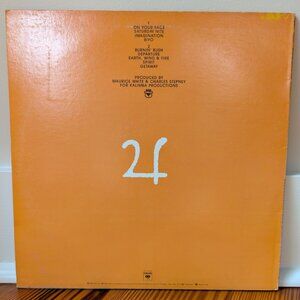 1
ON YOUR FACE
SATURDAY NITE
IMAGINATION
BIYO
2
BURNIN' BUSH
DEPARTURE
EARTH, WIND & FIRE
SPIRIT
GETAWAY
PRODUCED BY
MAURICE WHITE & CHARLES STEPNEY
FOR KALIMBA PRODUCTIONS